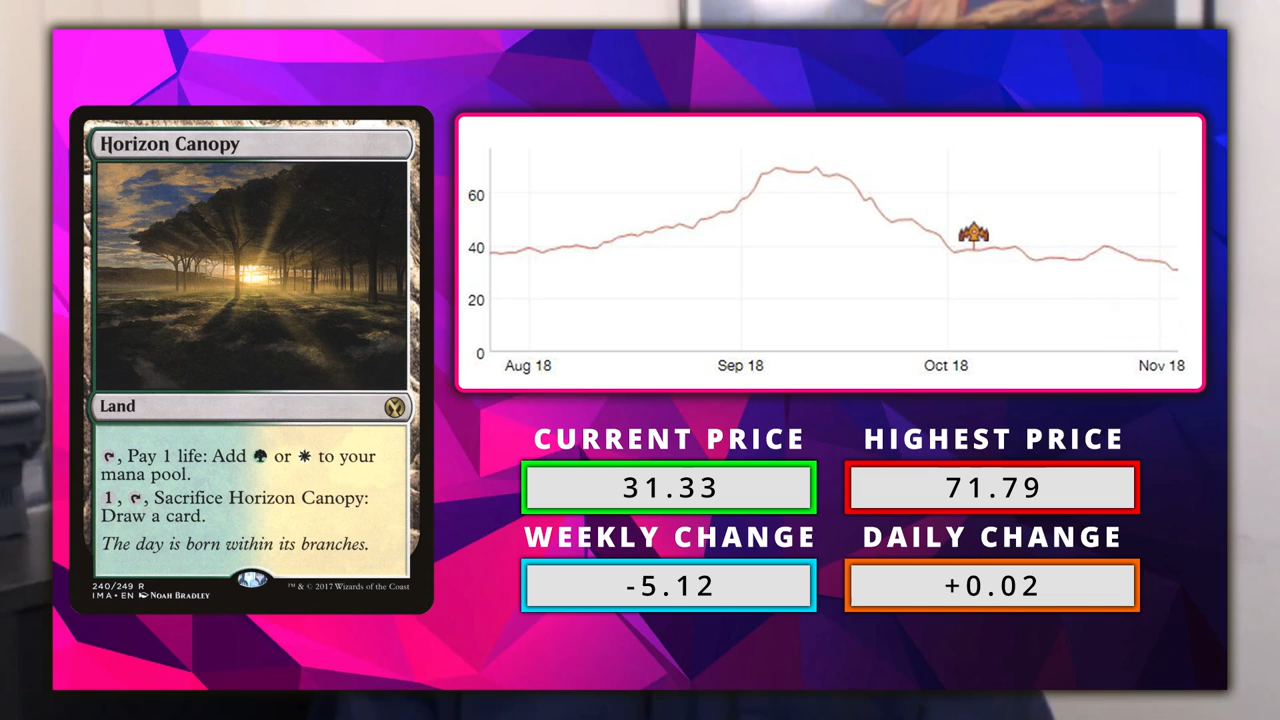 Horizon Canopy
Land
, Pay 1 life: Add or to your
mana pool.
1, , Sacrifice Horizon Canopy:
Draw a card.
The day is born within its branches.
240/249 R
IMA • EN Noah Bradley
™ & © 2017 Wizards of the Coast
60
40
20
0
Aug 18
Sep 18
Oct 18
Nov 18
CURRENT PRICE
31.33
HIGHEST PRICE
71.79
WEEKLY CHANGE
-5.12
DAILY CHANGE
+0.02